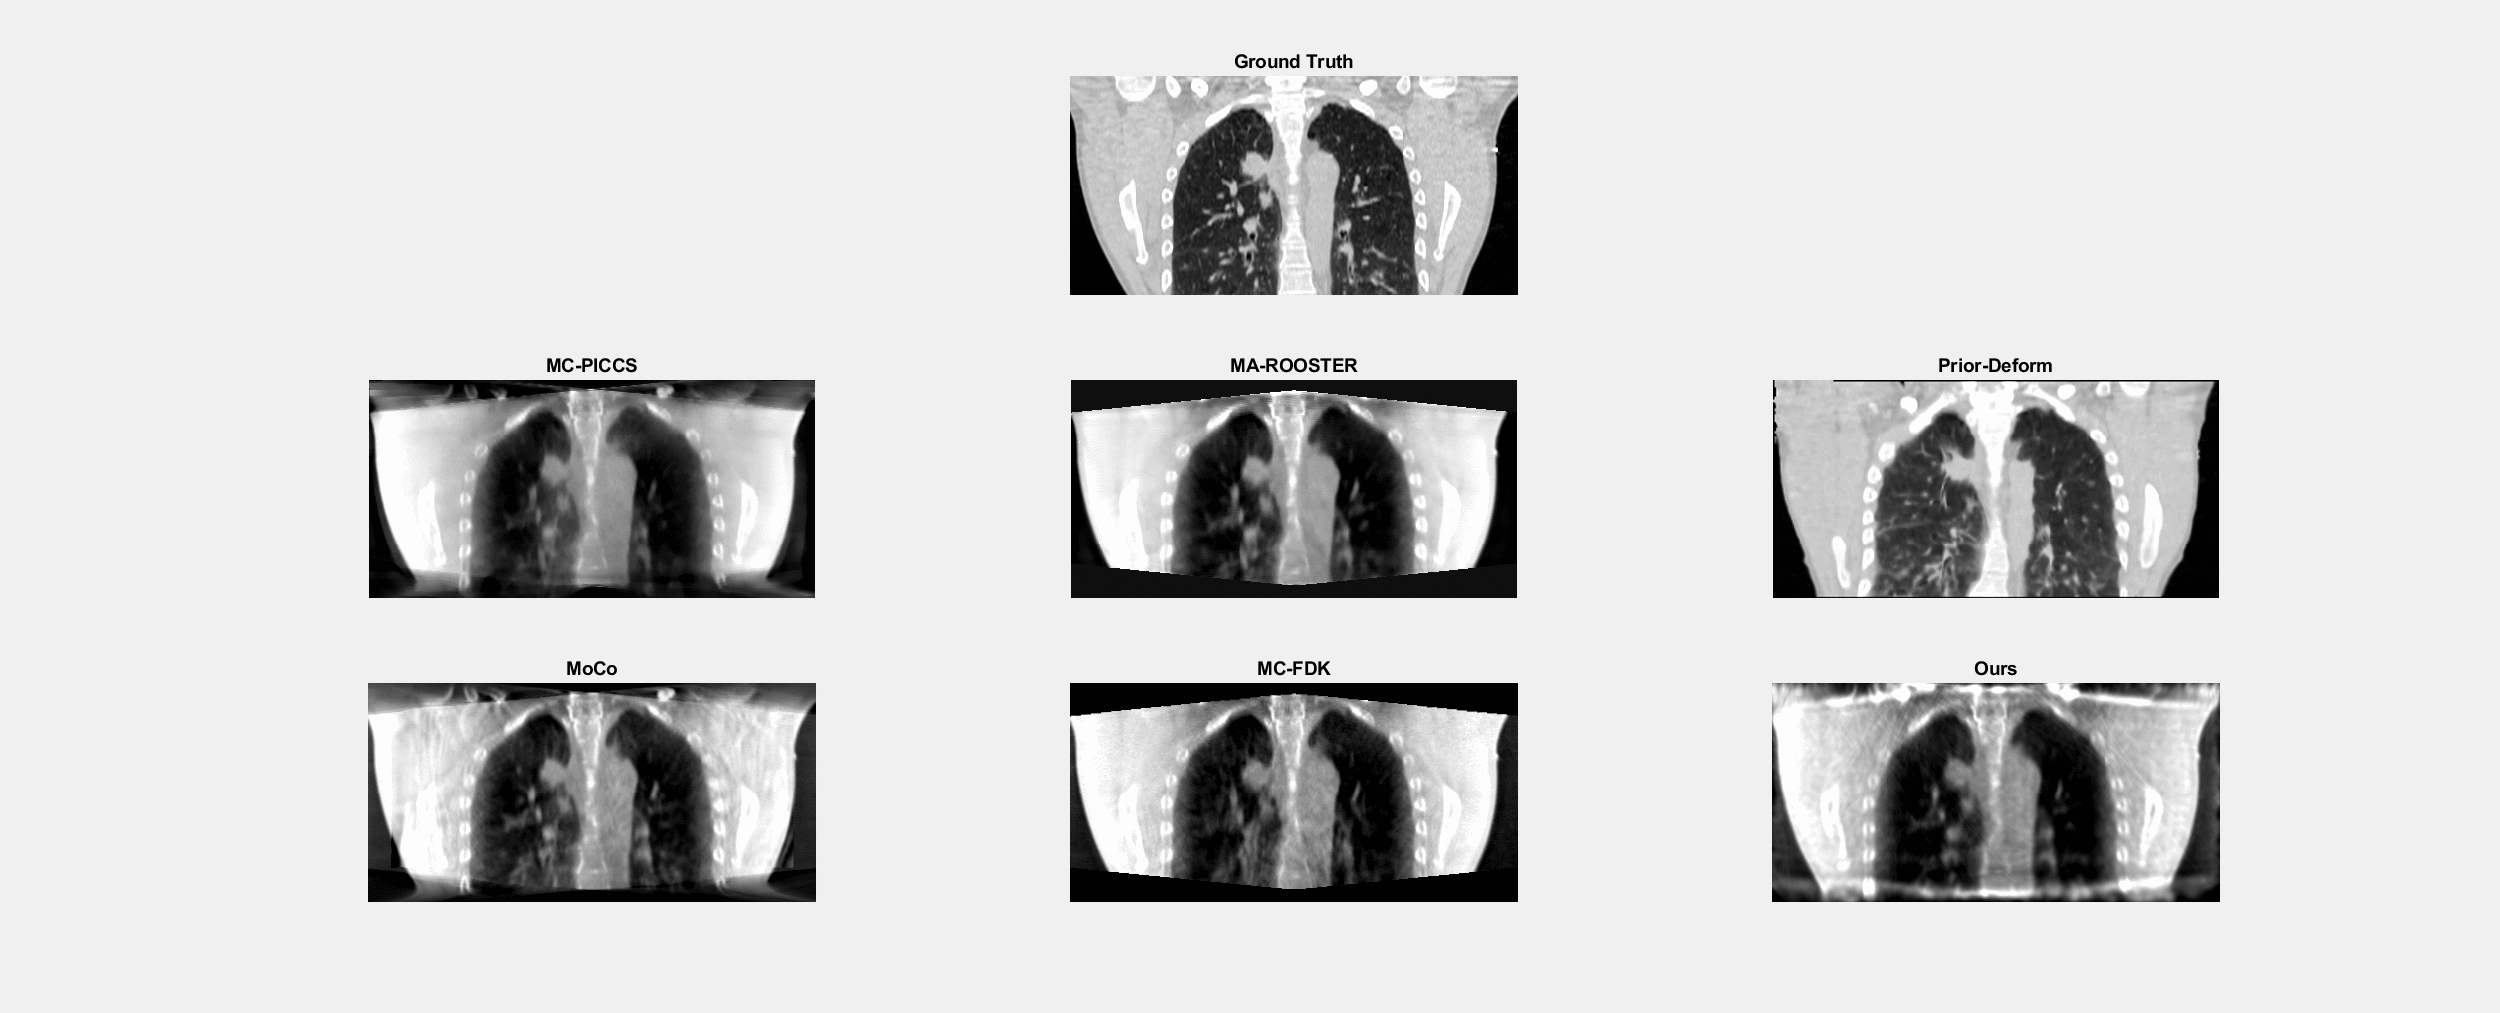 Ground Truth
MC-PICCS
MA-ROOSTER
Prior-Deform
MoCo
MC-FDK
Ours